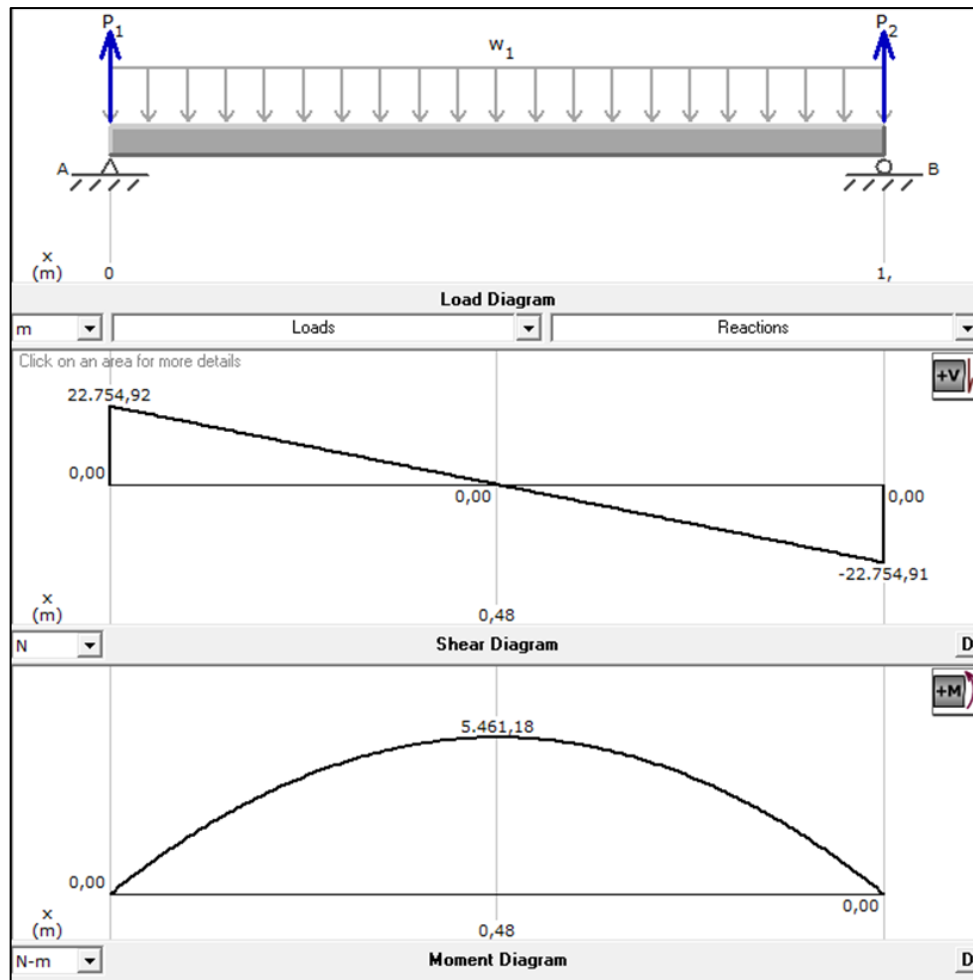 P1 P2
w1
A B
x
(m) 0 1,
Load Diagram
m Loads Reactions
Click on an area for more details
+V
22.754,92
0,00
0,00 0,00
-22.754,91
x
(m) 0,48
N Shear Diagram D
+M
5.461,18
0,00
0,00
x
(m) 0,48
N-m Moment Diagram D